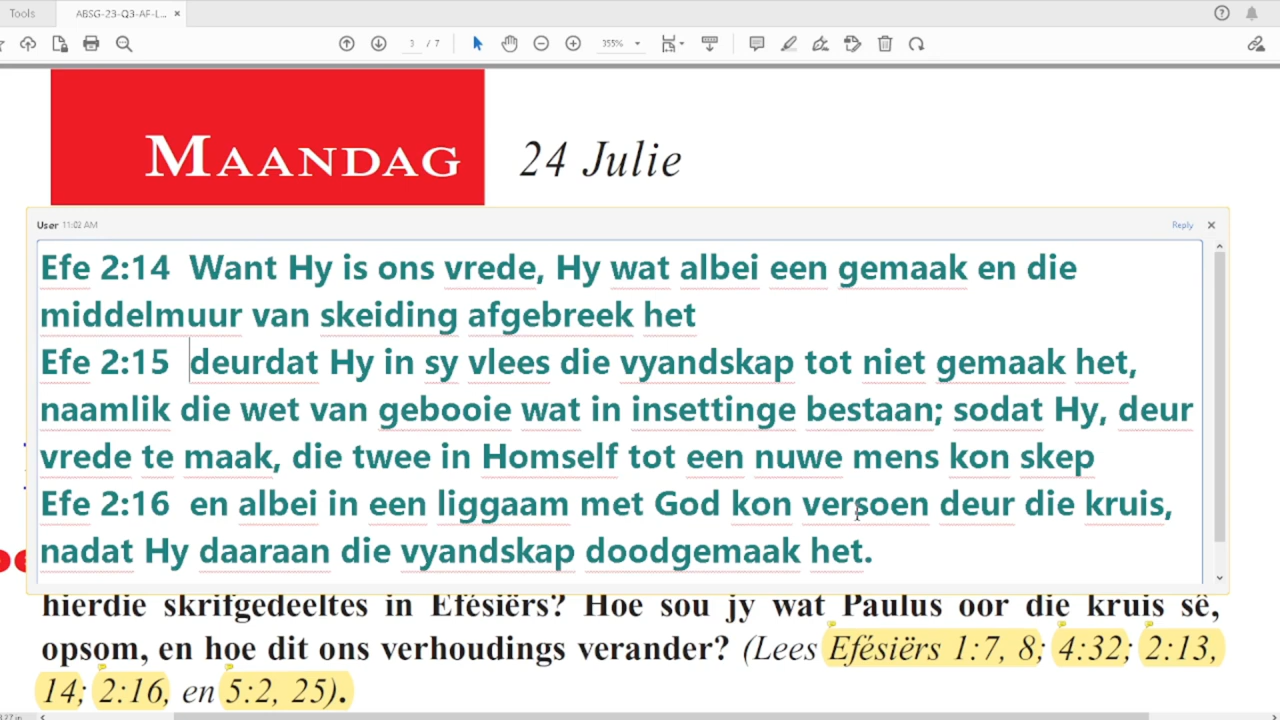 Tools
ABSG-23-Q3-AF-L... ×
3 / 7
355%
MAANDAG 24 Julie
User 11:02 AM
Reply
Efe 2:14 Want Hy is ons vrede, Hy wat albei een gemaak en die
middelmuur van skeiding afgebreek het
Efe 2:15 deurdat Hy in sy vlees die vyandskap tot niet gemaak het,
naamlik die wet van gebooie wat in insettinge bestaan; sodat Hy, deur
vrede te maak, die twee in Homself tot een nuwe mens kon skep
Efe 2:16 en albei in een liggaam met God kon versoen deur die kruis,
nadat Hy daaraan die vyandskap doodgemaak het.
hierdie skrifgedeeltes in Efésiërs? Hoe sou jy wat Paulus oor die kruis sê,
opsom, en hoe dit ons verhoudings verander? (Lees Efésiërs 1:7, 8; 4:32; 2:13,
14; 2:16, en 5:2, 25).